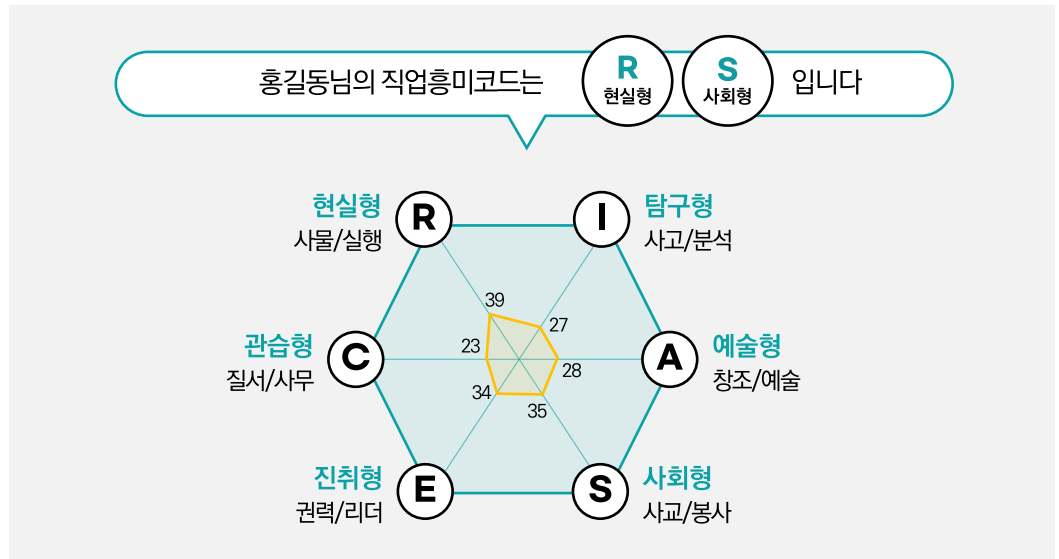 홍길동님의 직업흥미코드는 R 현실형 S 사회형 입니다
현실형
사물/실행
R
I
탐구형
사고/분석
39
27
관습형
질서/사무
C
23
28
A
예술형
창조/예술
34
35
진취형
권력/리더
E
S
사회형
사교/봉사